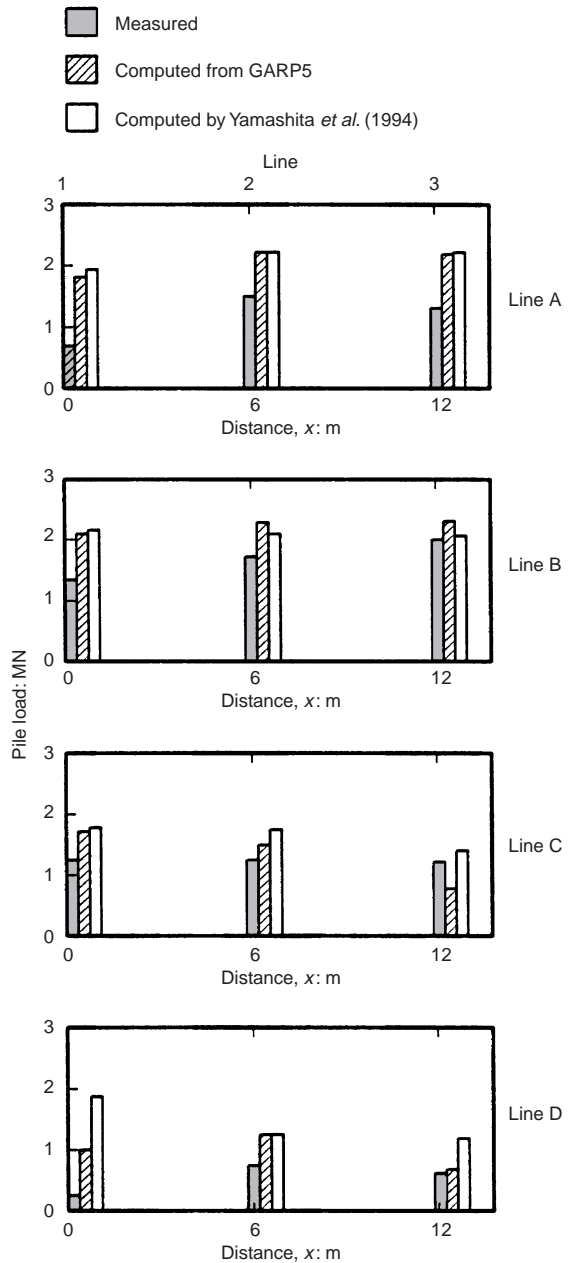 Measured
Computed from GARP5
Computed by Yamashita et al. (1994)
Line
1 2 3
3
2
1
0
Line A
0 6 12
Distance, x: m
3
2
1
0
Line B
0 6 12
Distance, x: m
Pile load: MN
3
2
1
0
Line C
0 6 12
Distance, x: m
3
2
1
0
Line D
0 6 12
Distance, x: m